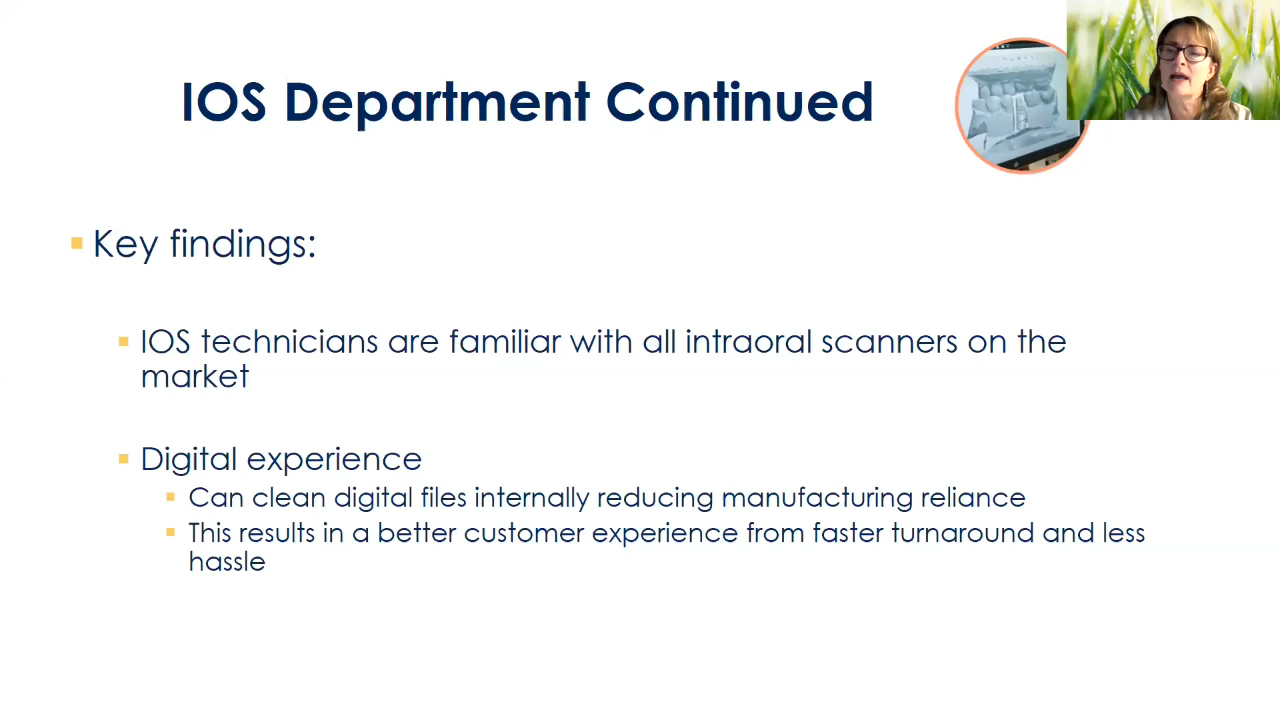 IOS Department Continued
Key findings:
IOS technicians are familiar with all intraoral scanners on the
market
Digital experience
Can clean digital files internally reducing manufacturing reliance
This results in a better customer experience from faster turnaround and less
hassle